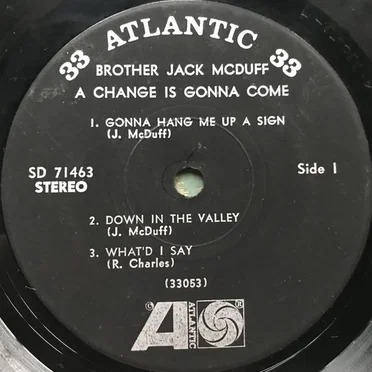 33 ATLANTIC 33
BROTHER JACK MCDUFF
A CHANGE IS GONNA COME
1. GONNA HANG ME UP A SIGN
(J. McDuff)
SD 71463
STEREO
Side 1
2. DOWN IN THE VALLEY
(J. McDuff)
3. WHAT'D I SAY
(R. Charles)
(33053)
A
ATLANTIC